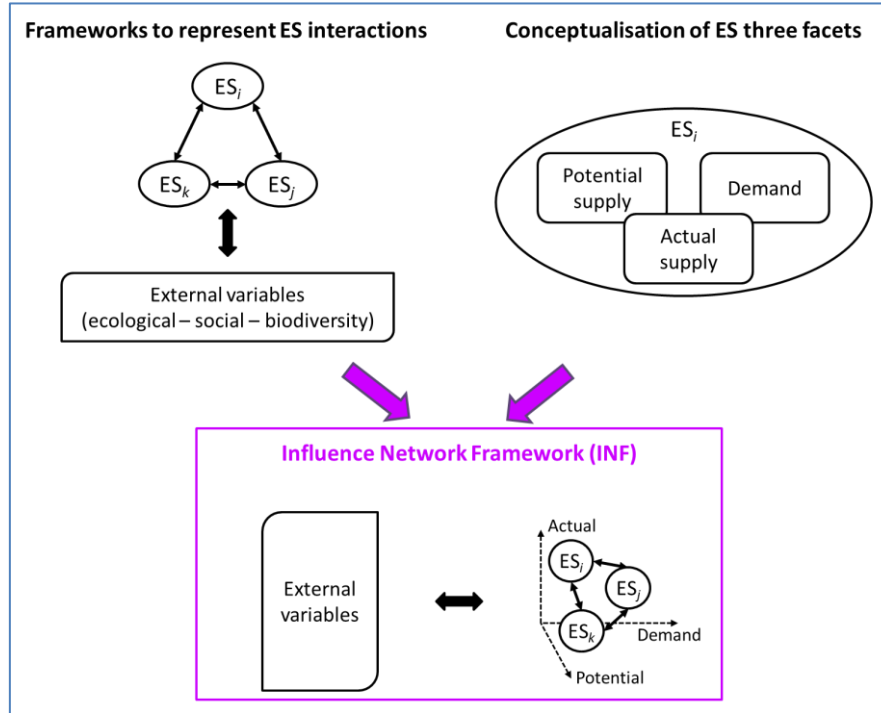 Frameworks to represent ES interactions
ESi
ESk
ESj
External variables
(ecological – social – biodiversity)
Conceptualisation of ES three facets
ESi
Potential
supply
Demand
Actual
supply
Influence Network Framework (INF)
External
variables
Actual
ESi
ESj
ESk
Demand
Potential